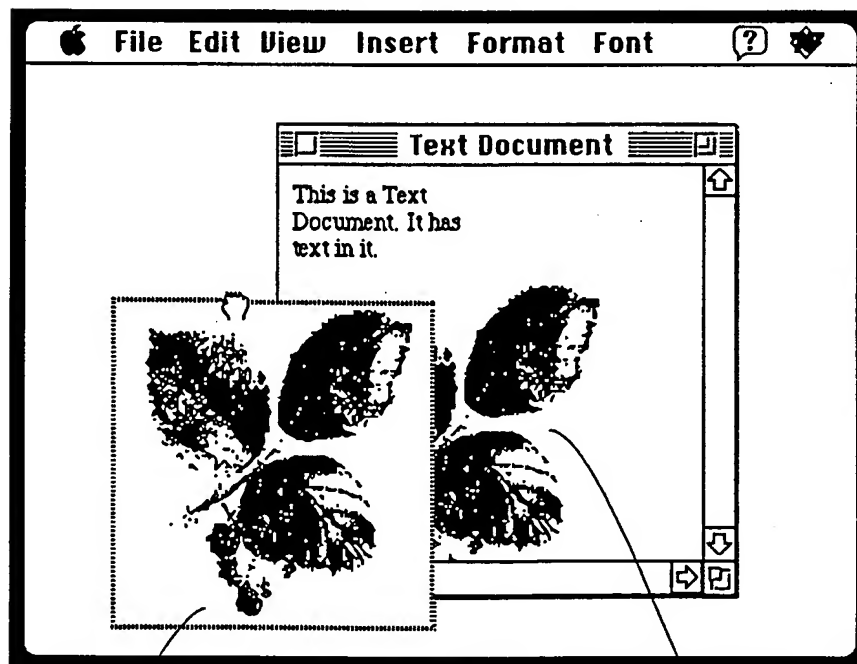 File Edit View Insert Format Font ?
Text Document
This is a Text
Document. It has
text in it.